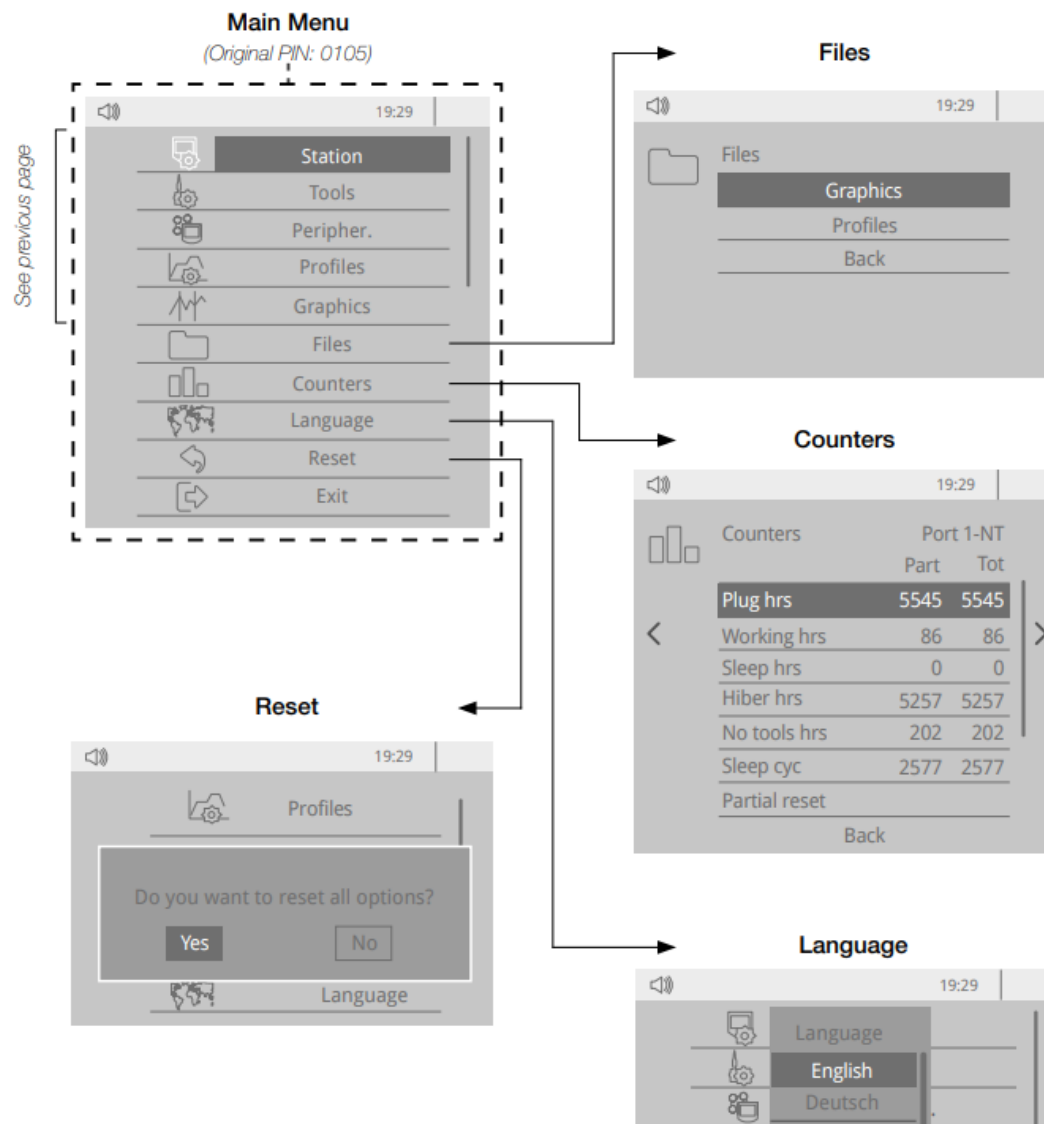 Main Menu
(Original PIN: 0105)
See previous page
19:29
Station
Tools
Peripher.
Profiles
Graphics
Files
Counters
Language
Reset
Exit
Files
19:29
Files
Graphics
Profiles
Back
Counters
19:29
Counters Port 1-NT
Part Tot
Plug hrs 5545 5545
Working hrs 86 86
Sleep hrs 0 0
Hiber hrs 5257 5257
No tools hrs 202 202
Sleep cyc 2577 2577
Partial reset
Back
Reset
19:29
Profiles
Do you want to reset all options?
Yes No
Language
Language
19:29
Language
English
Deutsch
.